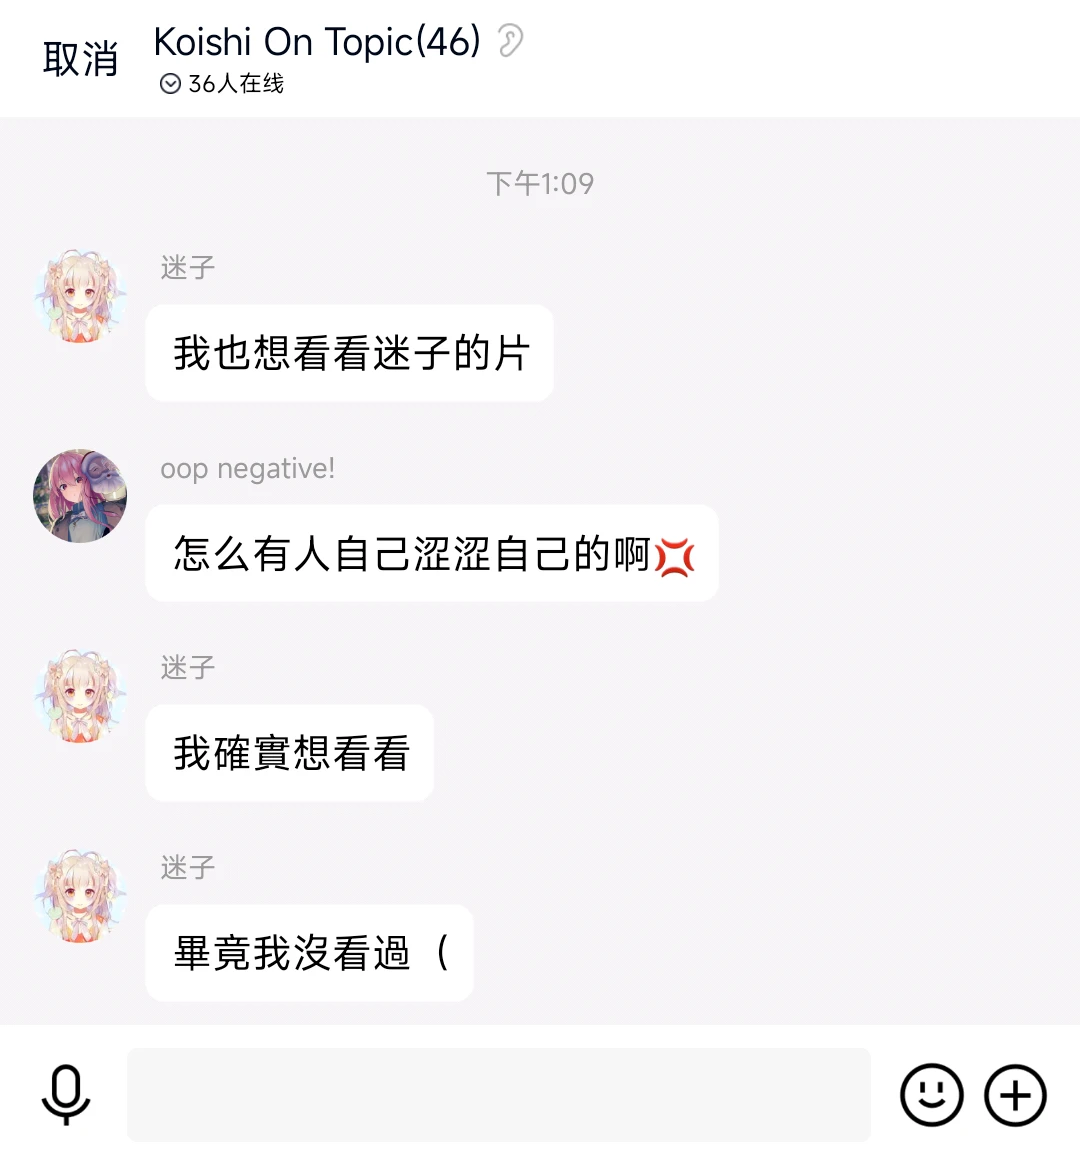 取消
Koishi On Topic(46)
36人在线
下午1:09
迷子
我也想看看迷子的片
oop negative!
怎么有人自己涩涩自己的啊💢
迷子
我確實想看看
迷子
畢竟我沒看過（